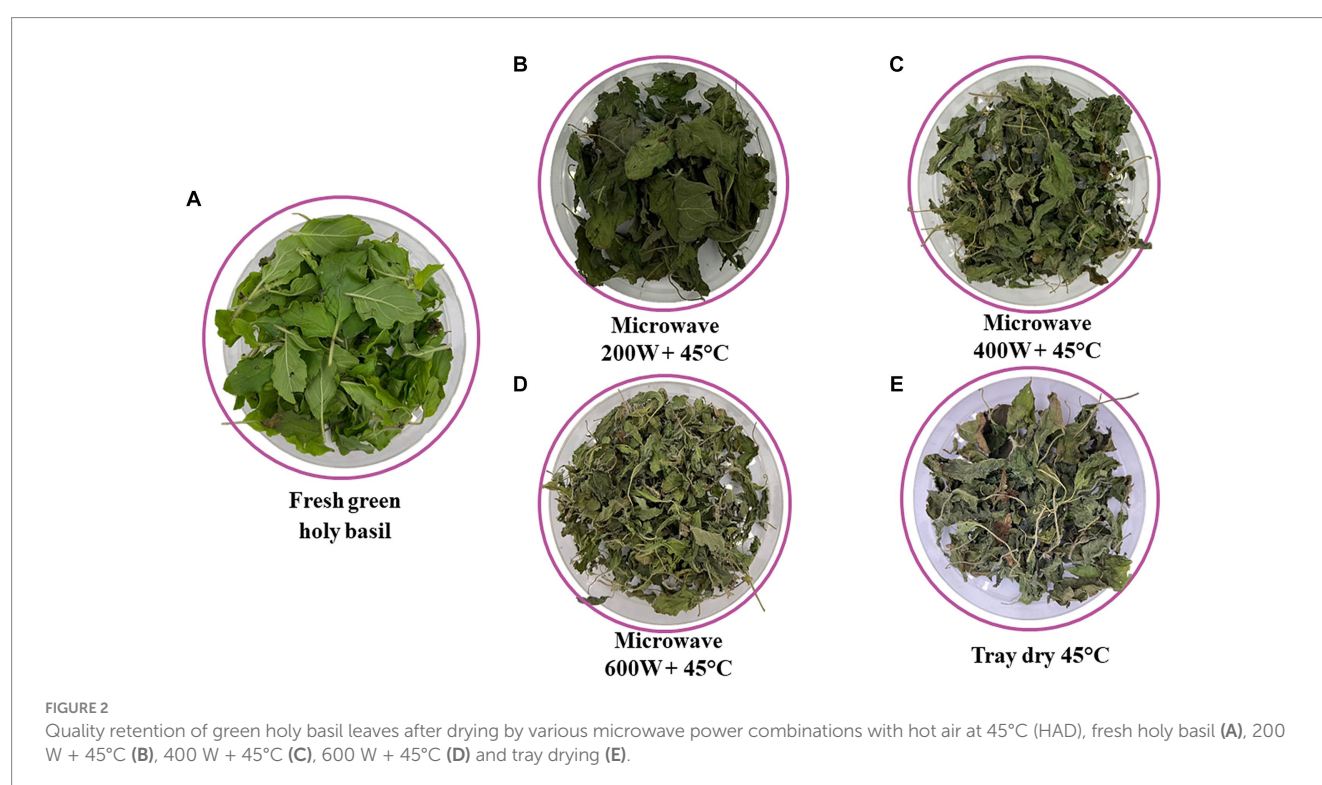 A
Fresh green
holy basil
B
Microwave
200W + 45°C
C
Microwave
400W + 45°C
D
Microwave
600W + 45°C
E
Tray dry 45°C
FIGURE 2
Quality retention of green holy basil leaves after drying by various microwave power combinations with hot air at 45°C (HAD), fresh holy basil (A), 200
W + 45°C (B), 400 W + 45°C (C), 600 W + 45°C (D) and tray drying (E).